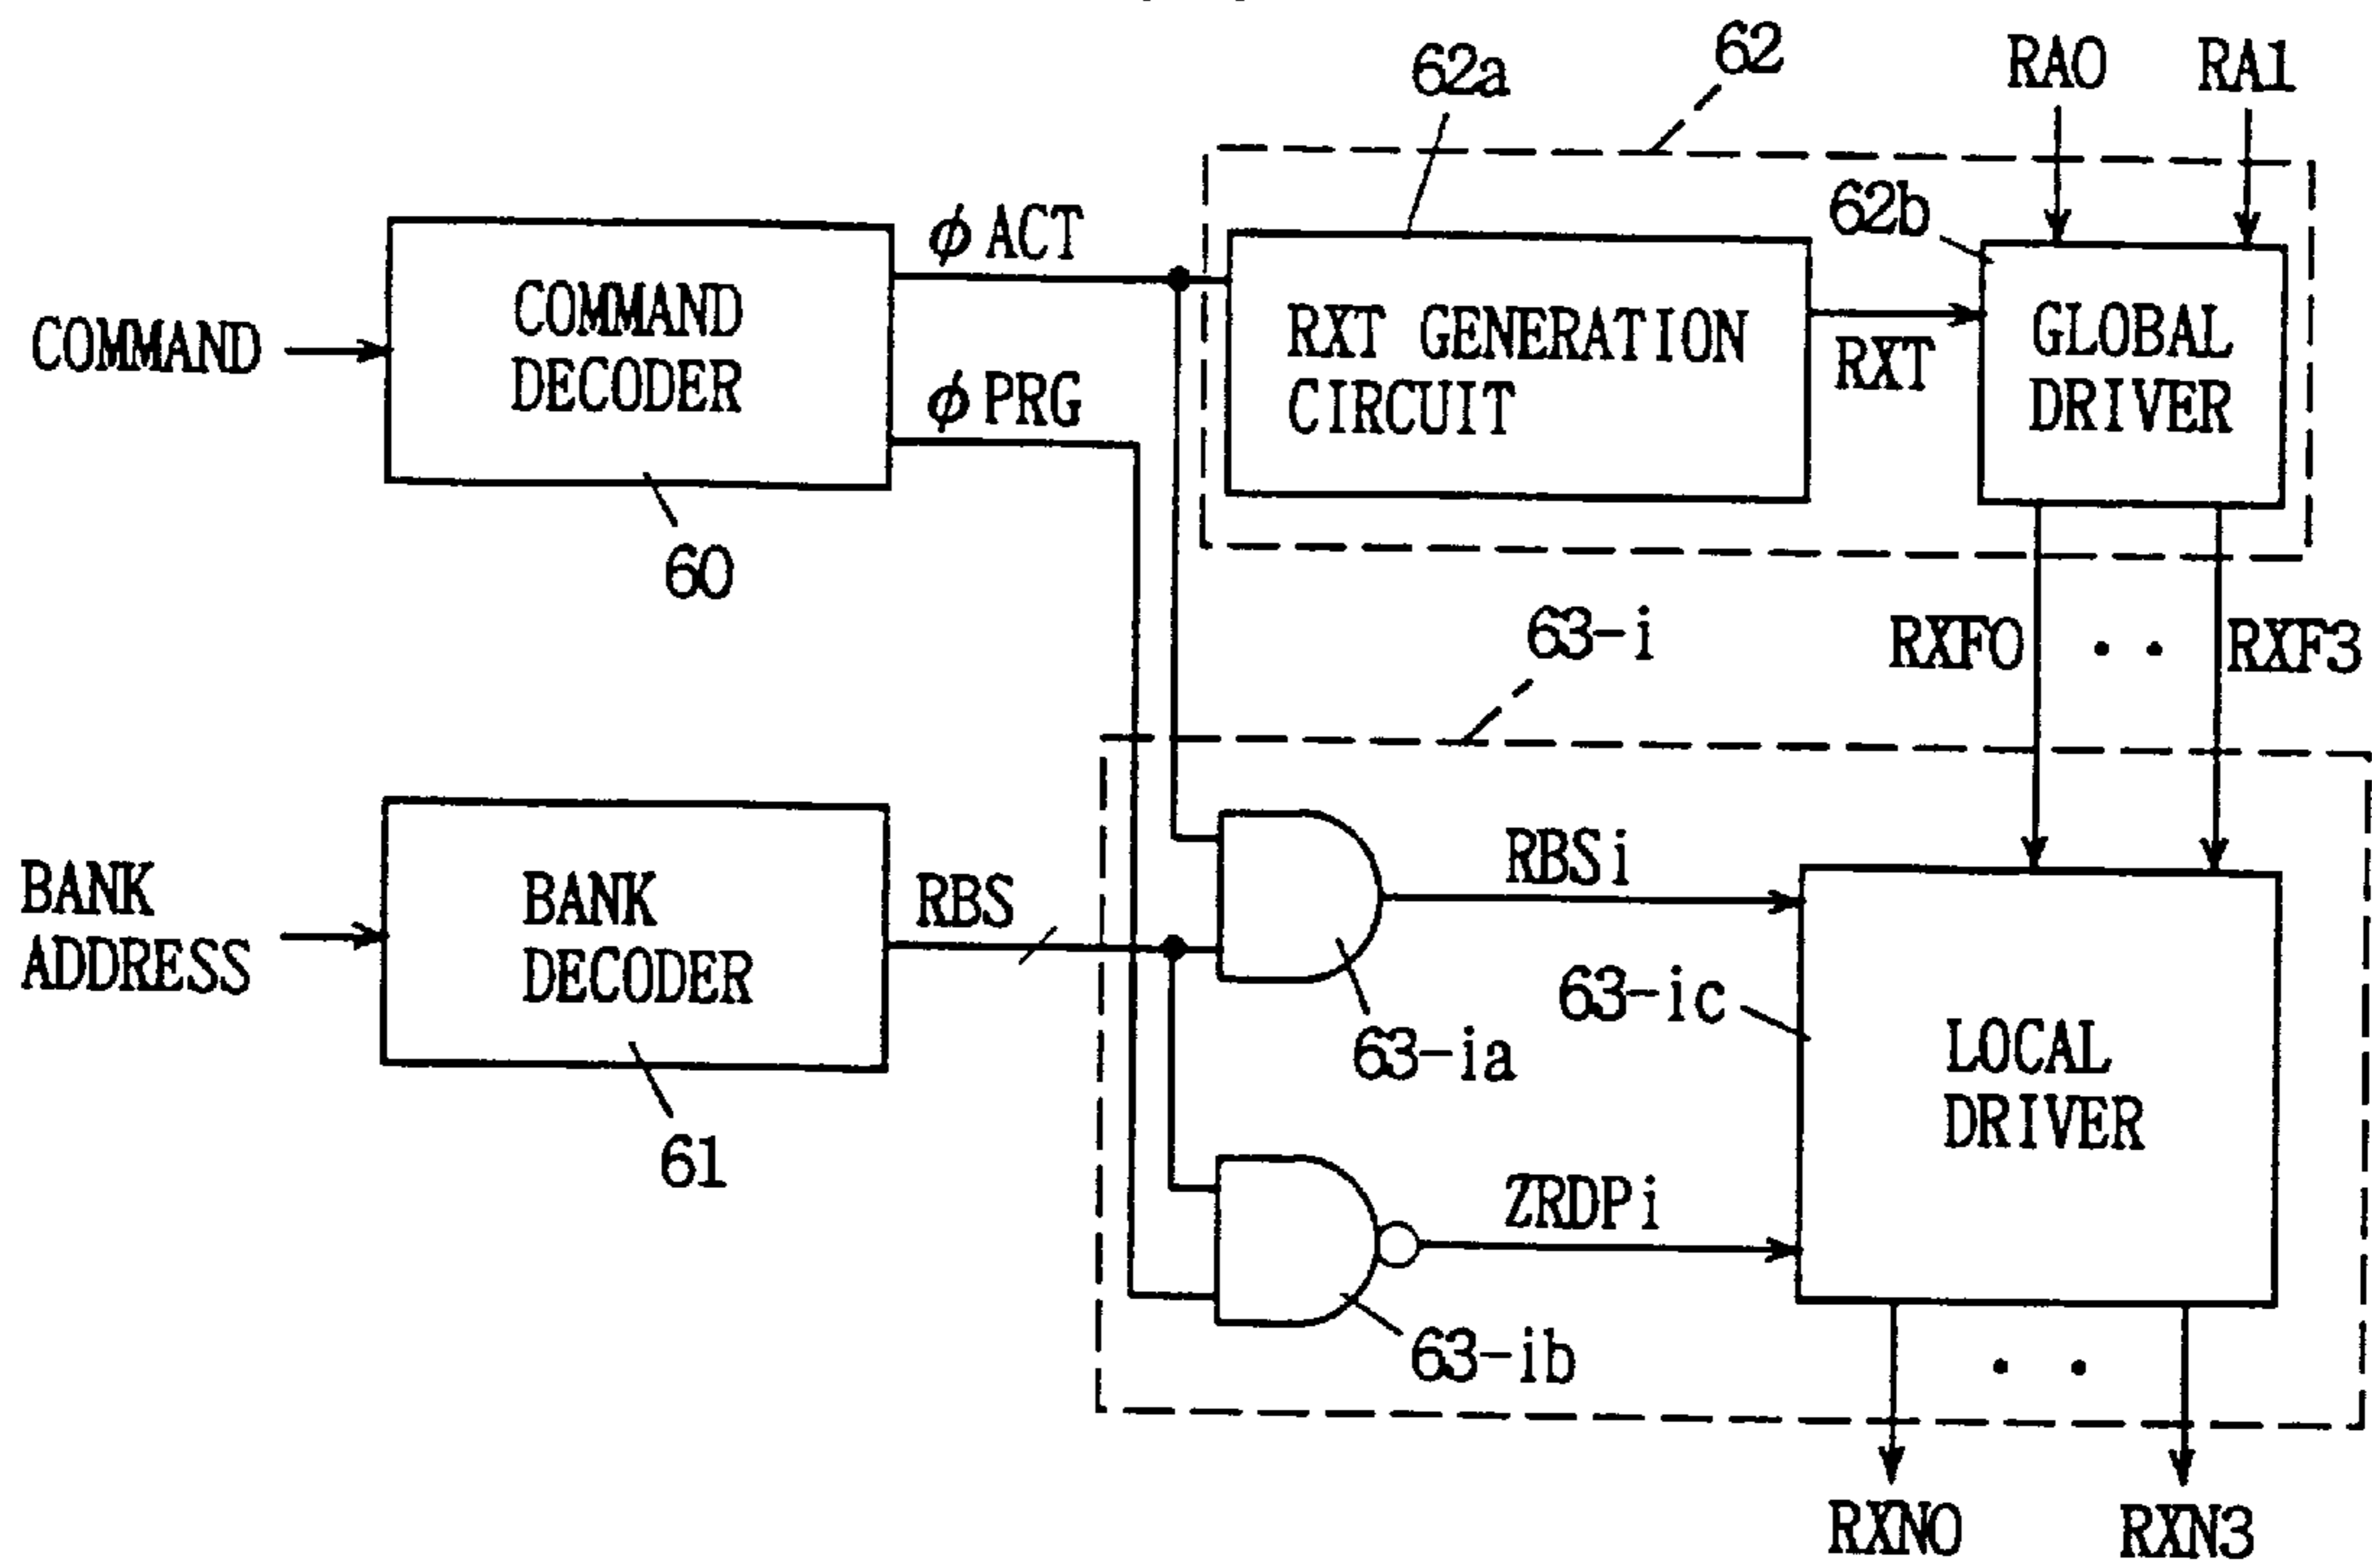 62
62a
RA0
RA1
62b
φACT
COMMAND
COMMAND
DECODER
RXT GENERATION
CIRCUIT
RXT
GLOBAL
DRIVER
φPRG
60
63-i
RXF0
RXF3
BANK
ADDRESS
BANK
DECODER
RBS
RBSi
63-ia
63-ic
LOCAL
DRIVER
61
ZRDPi
63-ib
RXN0
RXN3